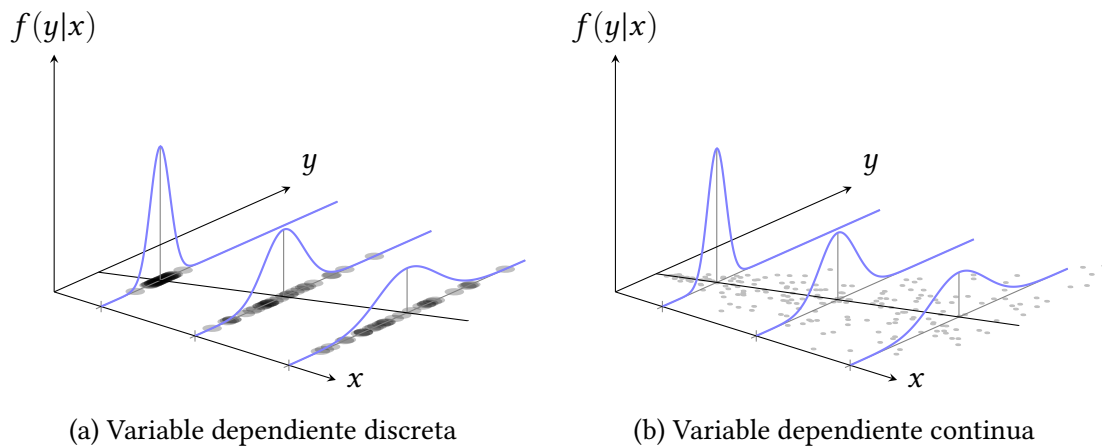 f(y|x)
y
x
(a) Variable dependiente discreta
f(y|x)
y
x
(b) Variable dependiente continua